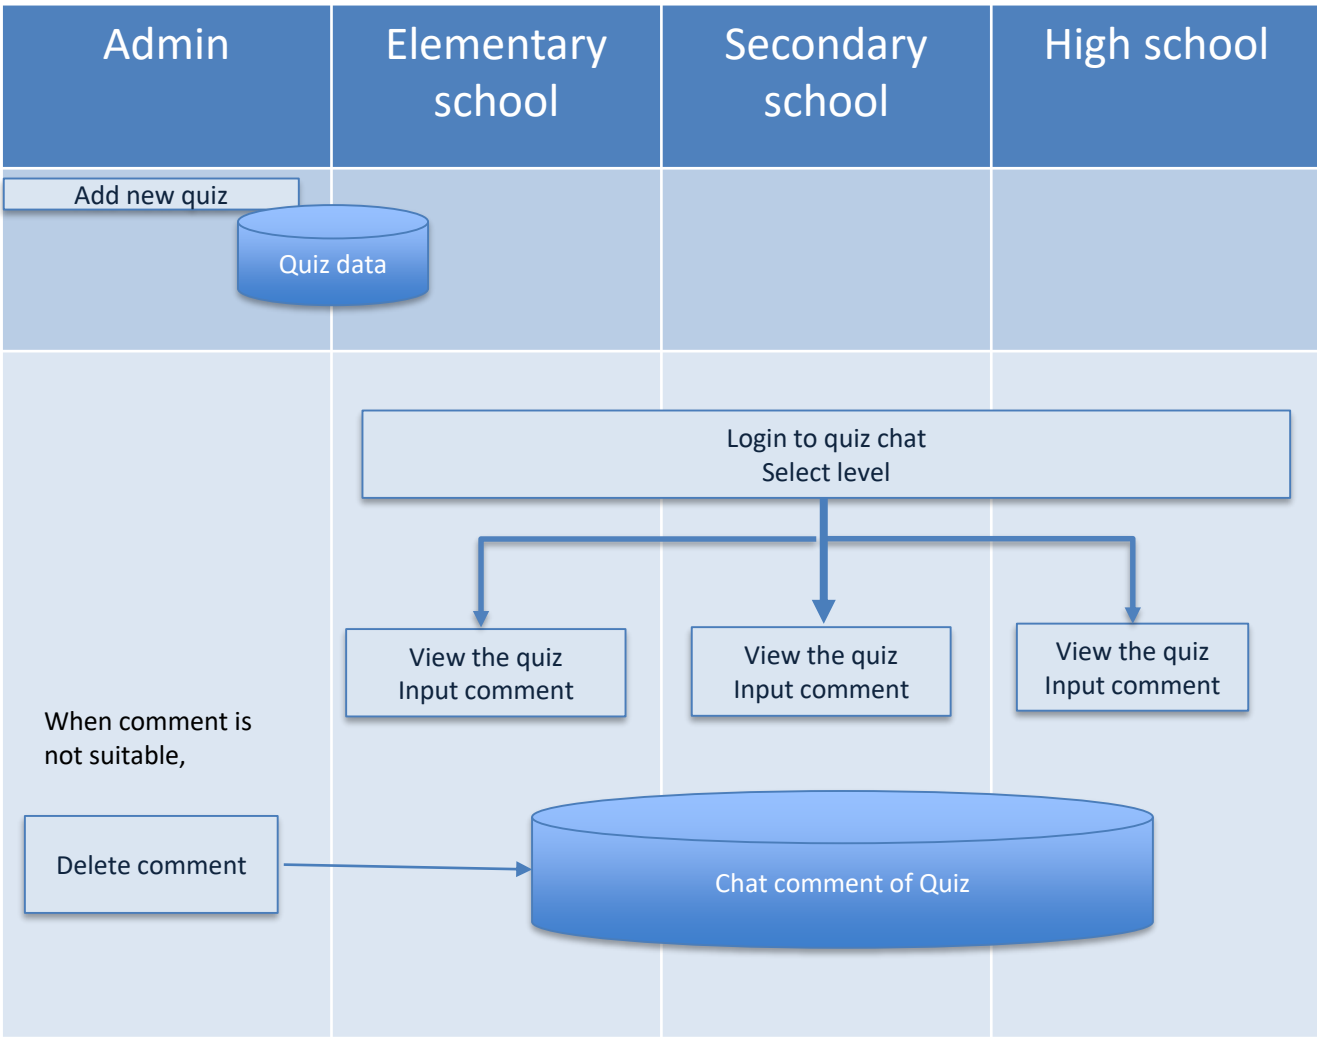 Admin
Elementary
school
Secondary
school
High school
Add new quiz
Quiz data
Login to quiz chat
Select level
View the quiz
Input comment
View the quiz
Input comment
View the quiz
Input comment
When comment is
not suitable,
Delete comment
Chat comment of Quiz